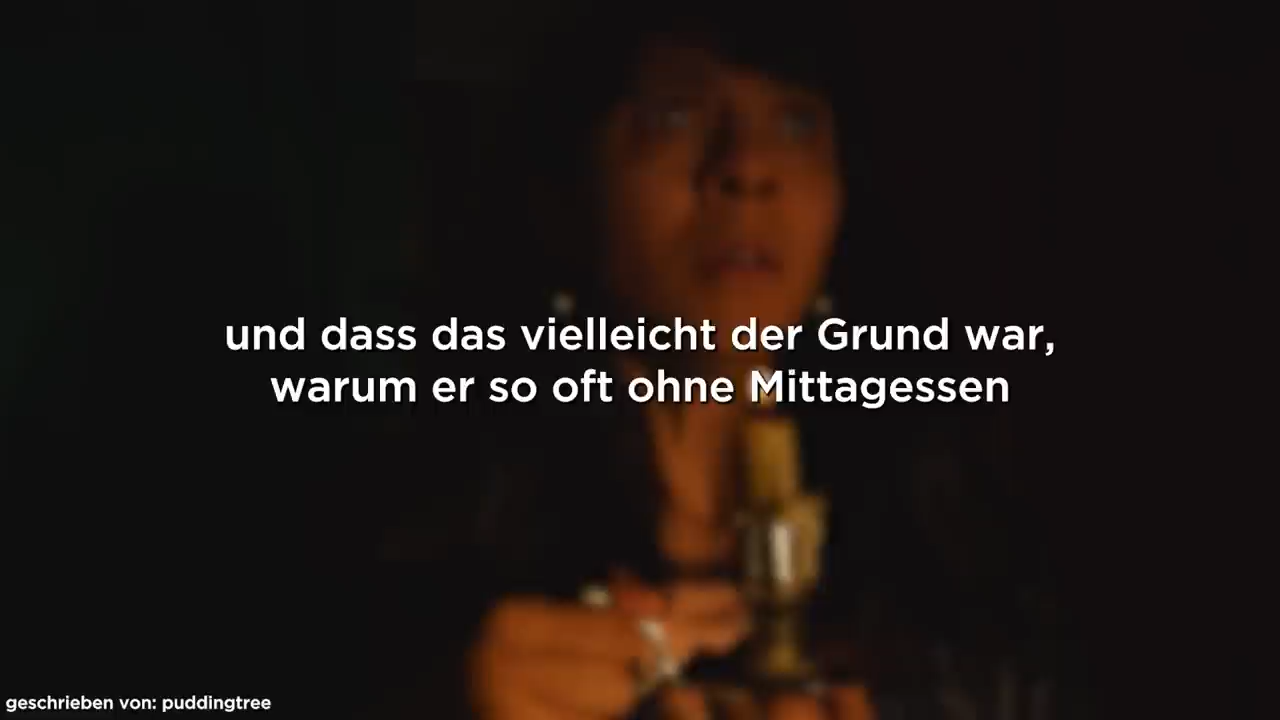 und dass das vielleicht der Grund war,
warum er so oft ohne Mittagessen
geschrieben von: puddingtree